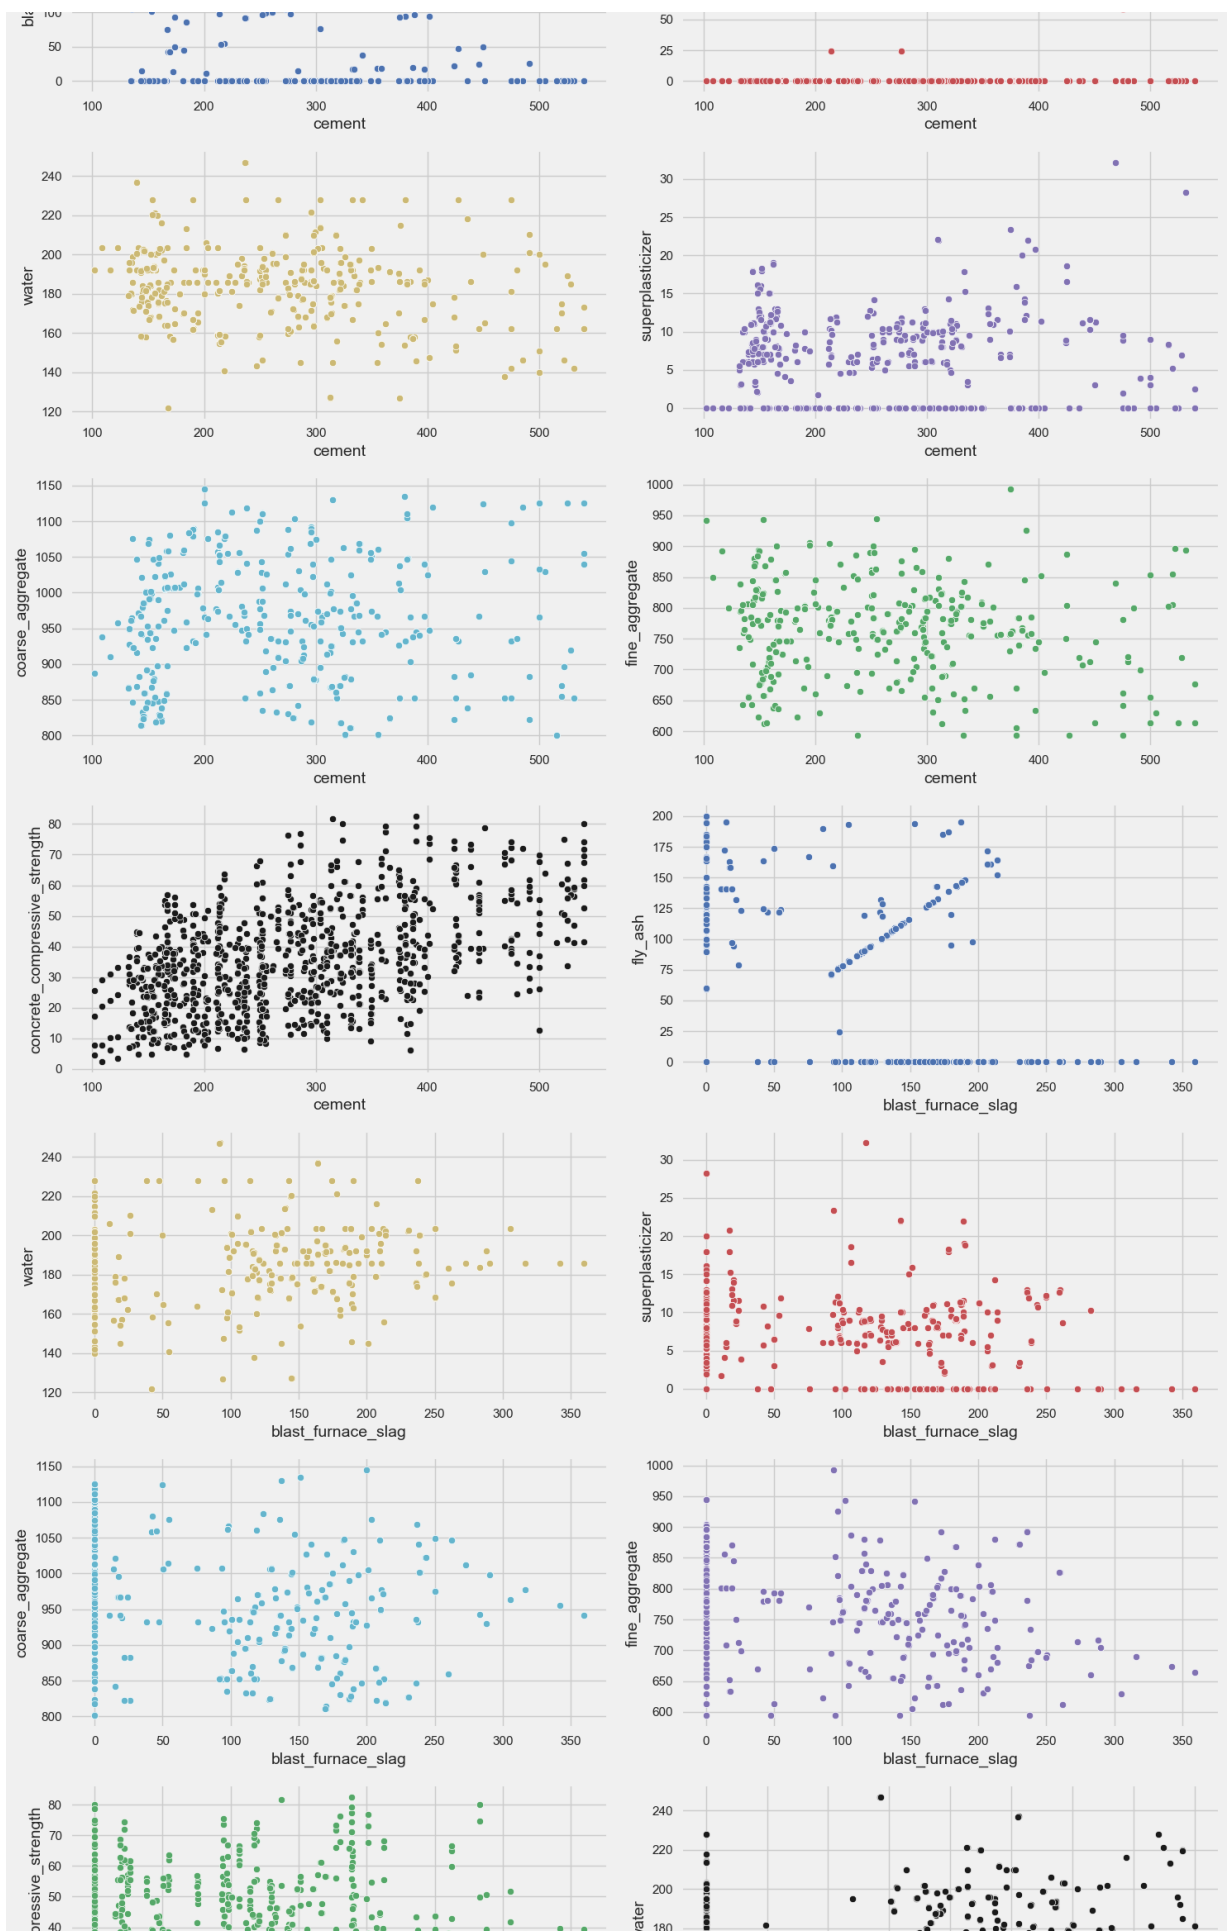 100
50
0
100 200 300 400 500
cement
50
25
0
100 200 300 400 500
cement
240
220
200
180
160
140
120
water
100 200 300 400 500
cement
30
25
20
15
10
5
0
superplasticizer
100 200 300 400 500
cement
1150
1100
1050
1000
950
900
850
800
coarse_aggregate
100 200 300 400 500
cement
1000
950
900
850
800
750
700
650
600
fine_aggregate
100 200 300 400 500
cement
80
70
60
50
40
30
20
10
0
concrete_compressive_strength
100 200 300 400 500
cement
200
175
150
125
100
75
50
25
0
fly_ash
0 50 100 150 200 250 300 350
blast_furnace_slag
240
220
200
180
160
140
120
water
0 50 100 150 200 250 300 350
blast_furnace_slag
30
25
20
15
10
5
0
superplasticizer
0 50 100 150 200 250 300 350
blast_furnace_slag
1150
1100
1050
1000
950
900
850
800
coarse_aggregate
0 50 100 150 200 250 300 350
blast_furnace_slag
1000
950
900
850
800
750
700
650
600
fine_aggregate
0 50 100 150 200 250 300 350
blast_furnace_slag
80
70
60
50
40
pressive_strength
240
220
200
180